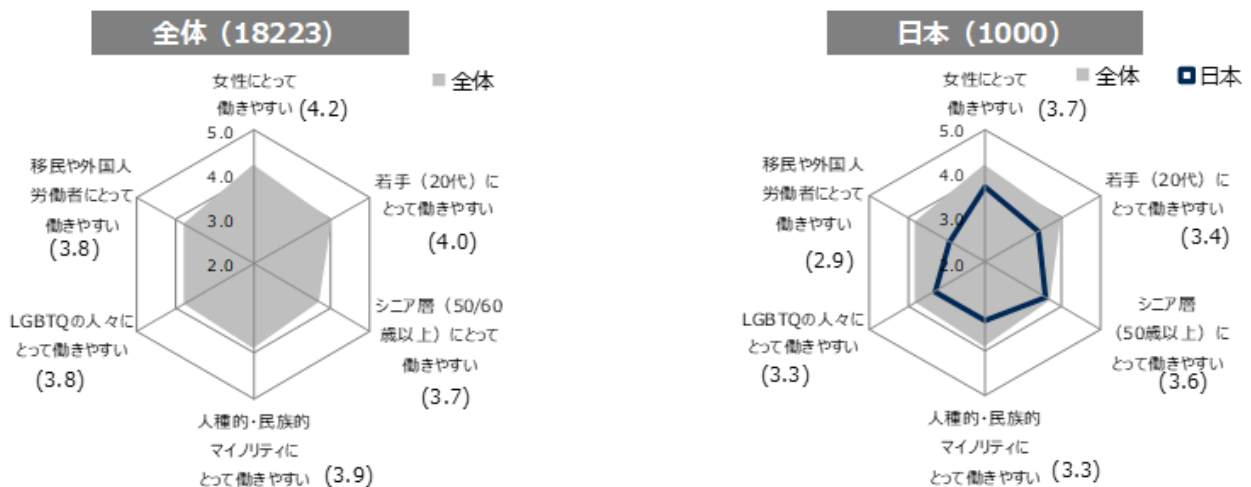 全体（18223）
全体
女性にとって
働きやすい (4.2)
5.0
4.0
3.0
2.0
若手（20代）に
とって働きやすい
(4.0)
シニア層（50/60
歳以上）にとって
働きやすい
(3.7)
人種的・民族的
マイノリティに
とって働きやすい (3.9)
LGBTQの人々に
とって働きやすい
(3.8)
移民や外国人
労働者にとって
働きやすい
(3.8)
日本（1000）
全体 日本
女性にとって
働きやすい
(3.7)
5.0
4.0
3.0
2.0
若手（20代）に
とって働きやすい
(3.4)
シニア層
（50歳以上）に
とって働きやすい
(3.6)
人種的・民族的
マイノリティに
とって働きやすい (3.3)
LGBTQの人々に
とって働きやすい
(3.3)
移民や外国人
労働者にとって
働きやすい
(2.9)